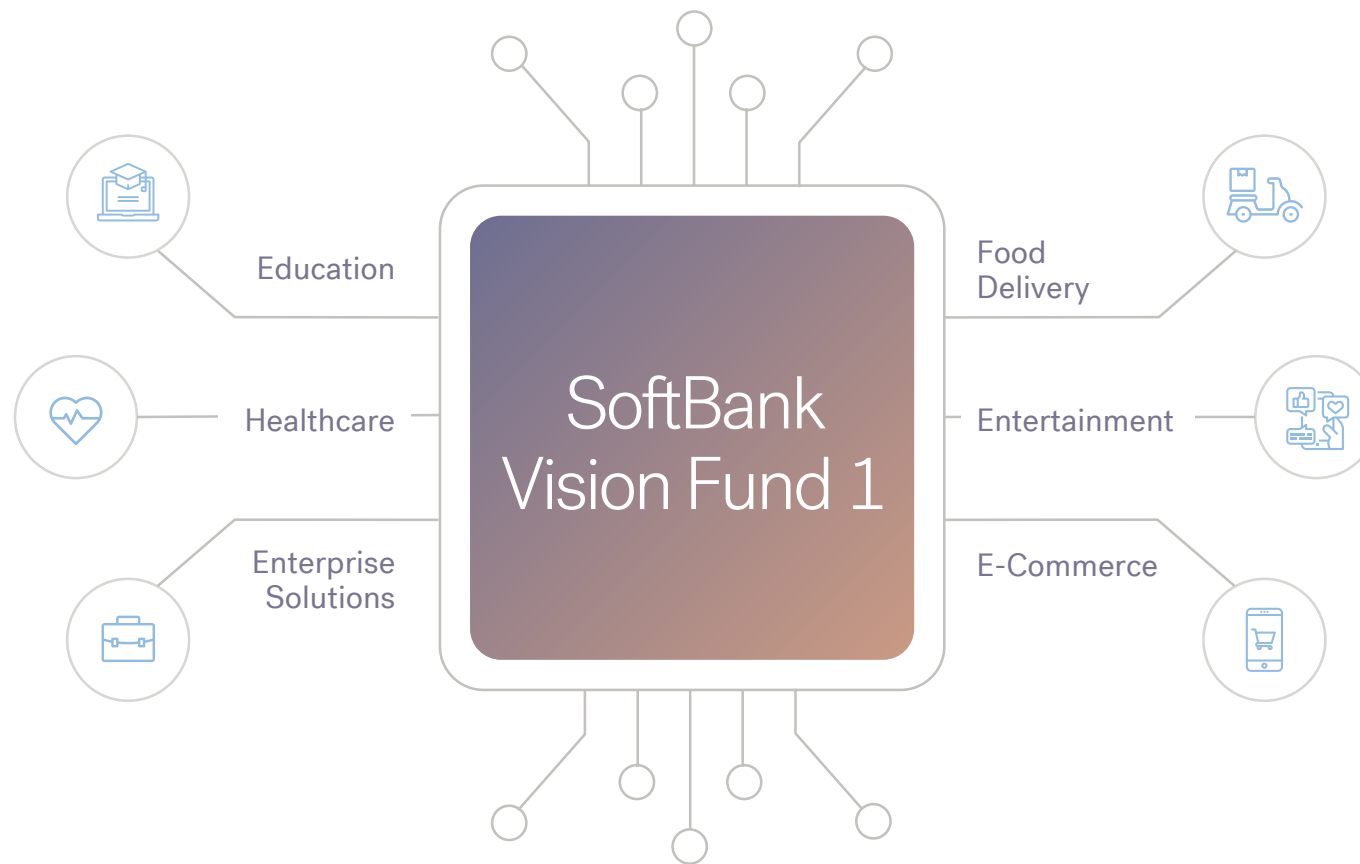 Education
Healthcare
Enterprise
Solutions
SoftBank
Vision Fund 1
Food
Delivery
Entertainment
E-Commerce